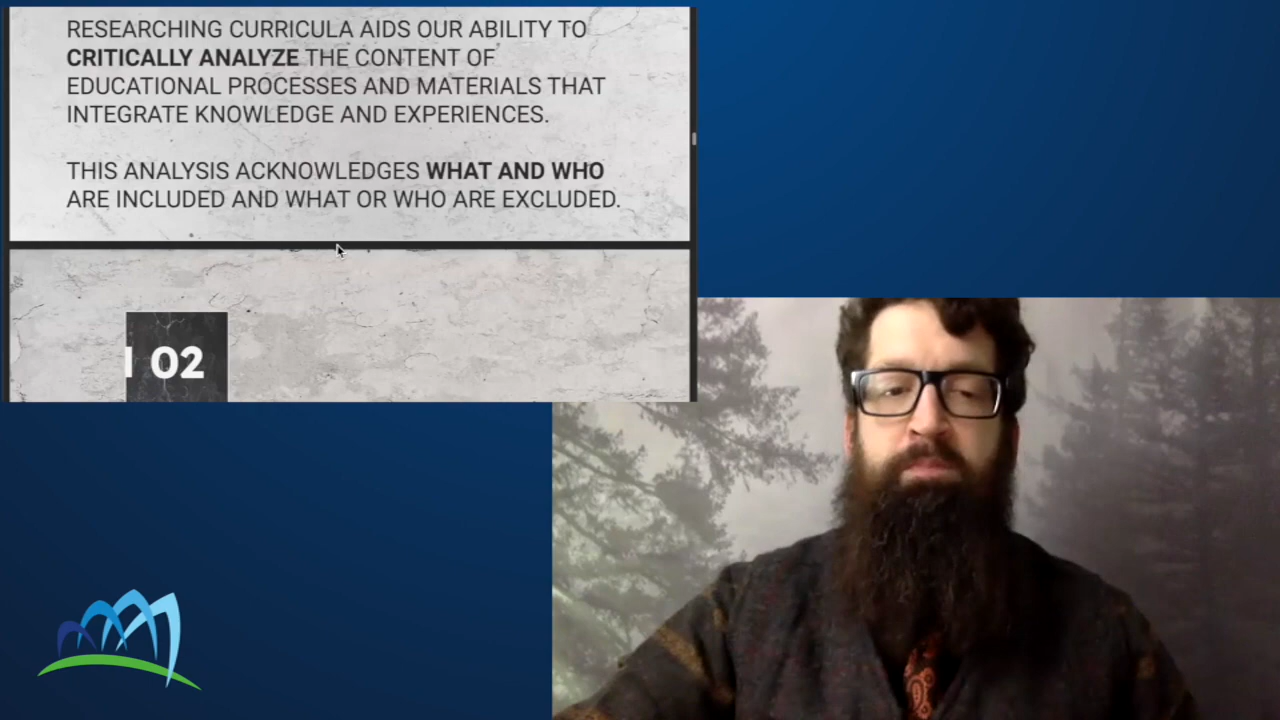 RESEARCHING CURRICULA AIDS OUR ABILITY TO
CRITICALLY ANALYZE THE CONTENT OF
EDUCATIONAL PROCESSES AND MATERIALS THAT
INTEGRATE KNOWLEDGE AND EXPERIENCES.
THIS ANALYSIS ACKNOWLEDGES WHAT AND WHO
ARE INCLUDED AND WHAT OR WHO ARE EXCLUDED.
02